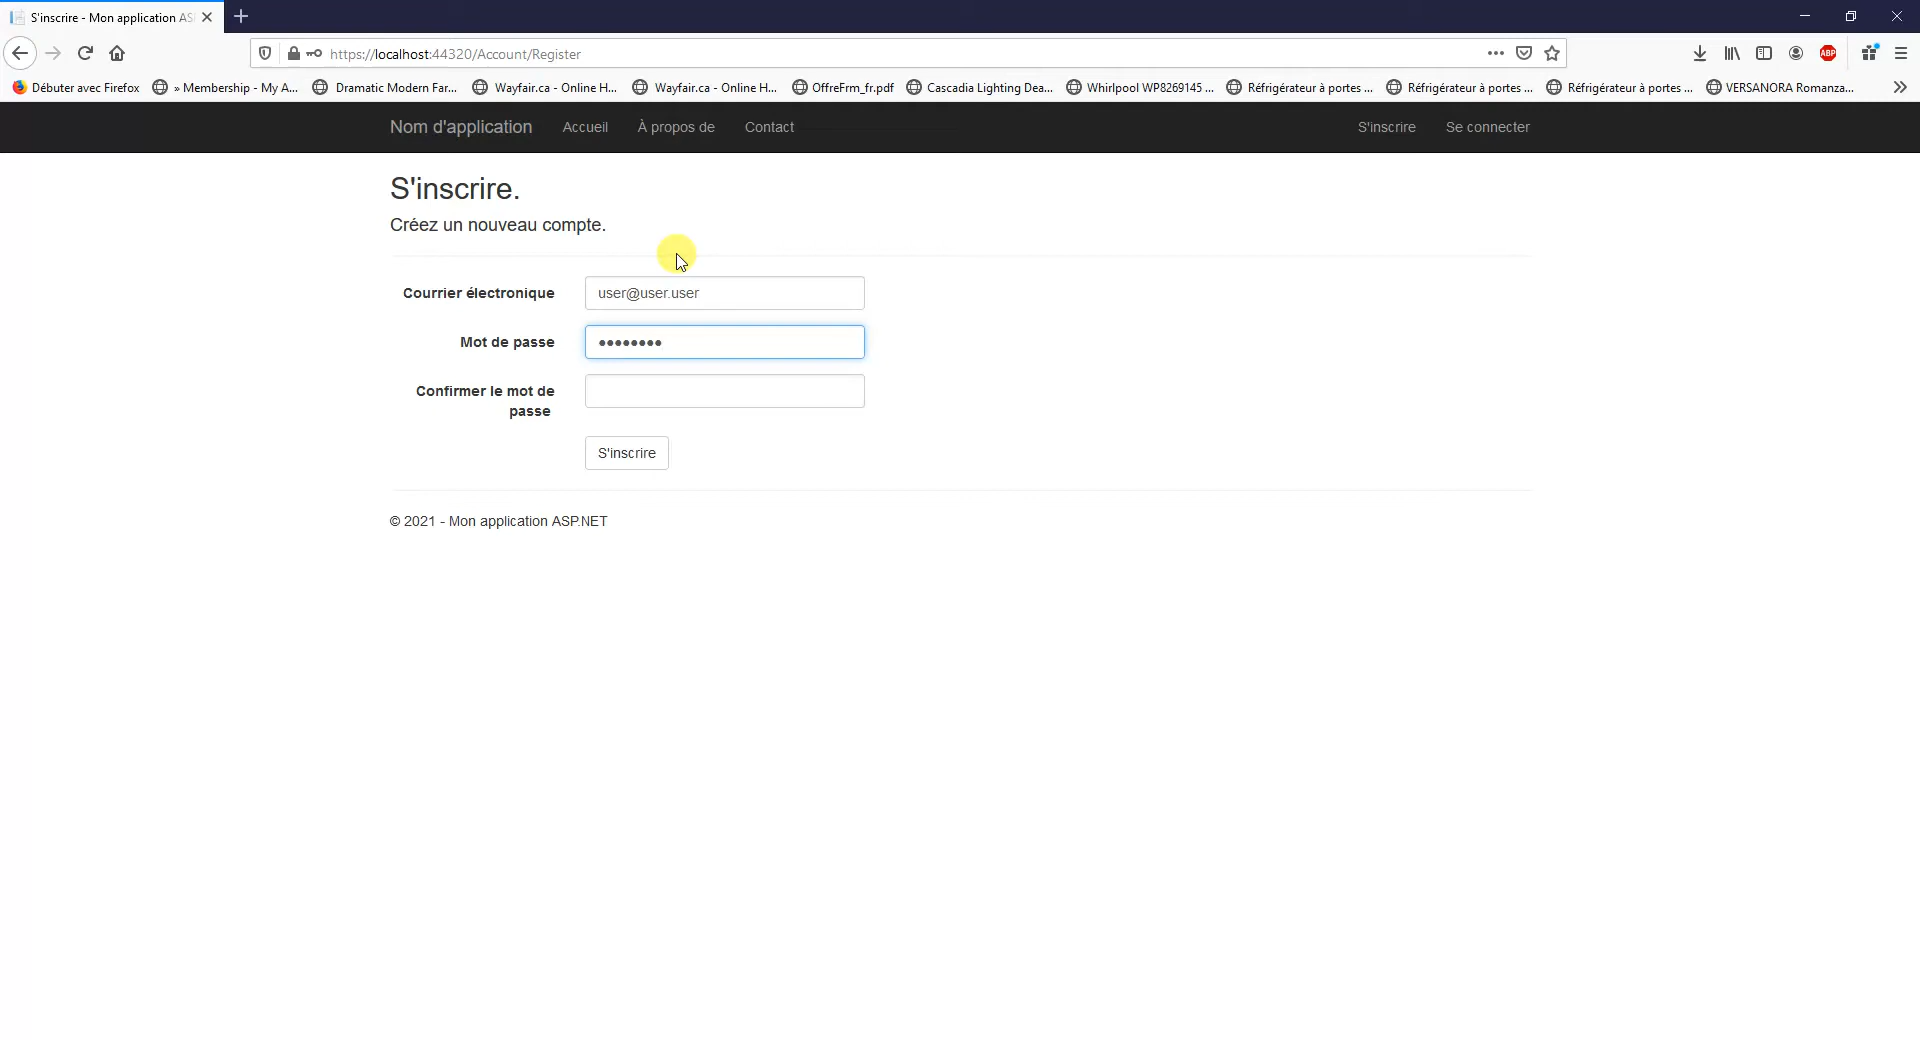 S'inscrire - Mon application AS
https://localhost:44320/Account/Register
ABP
Débuter avec Firefox » Membership - My A... Dramatic Modern Far... Wayfair.ca - Online H... Wayfair.ca - Online H... OffreFrm_fr.pdf Cascadia Lighting Dea... Whirlpool WP8269145 ... Réfrigérateur à portes ... Réfrigérateur à portes ... Réfrigérateur à portes ... VERSANORA Romanza...
Nom d'application Accueil À propos de Contact S'inscrire Se connecter
S'inscrire.
Créez un nouveau compte.
Courrier électronique user@user.user
Mot de passe ••••••••
Confirmer le mot de
passe
S'inscrire
© 2021 - Mon application ASP.NET